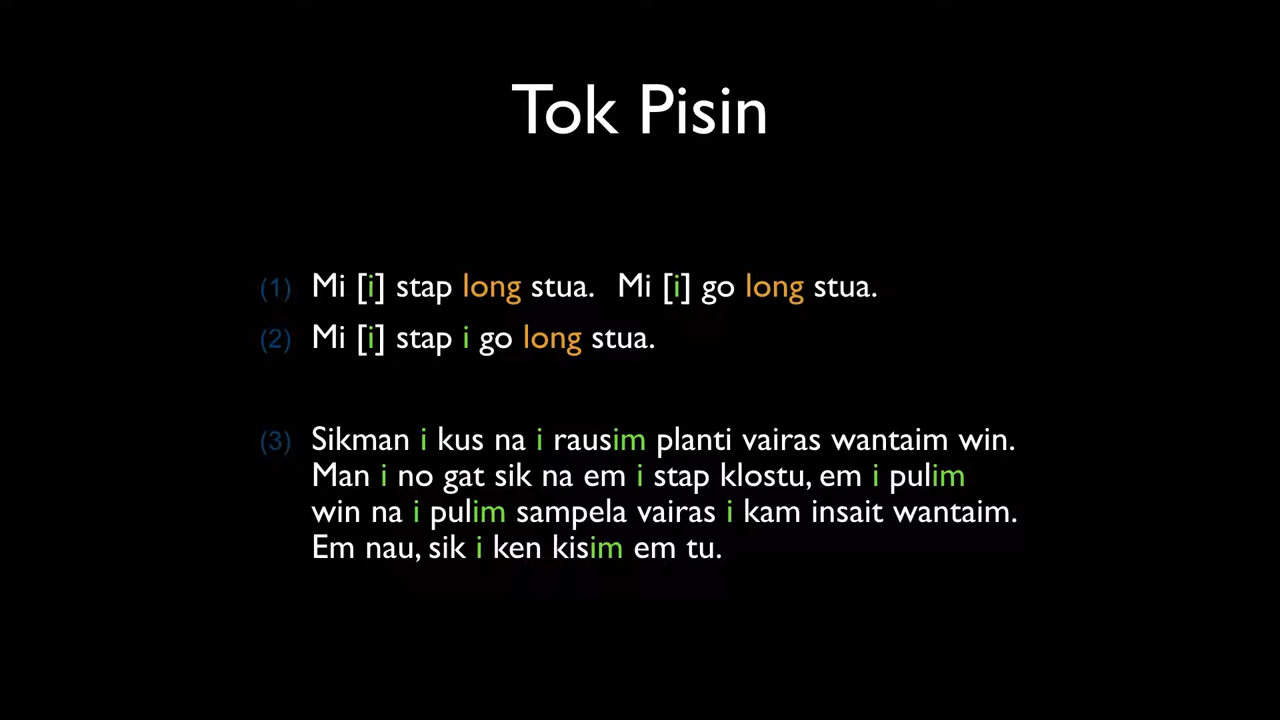 Tok Pisin
(1) Mi [i] stap long stua. Mi [i] go long stua.
(2) Mi [i] stap i go long stua.
(3) Sikman i kus na i rausim planti vairas wantaim win.
Man i no gat sik na em i stap klostu, em i pulim
win na i pulim sampela vairas i kam insait wantaim.
Em nau, sik i ken kisim em tu.